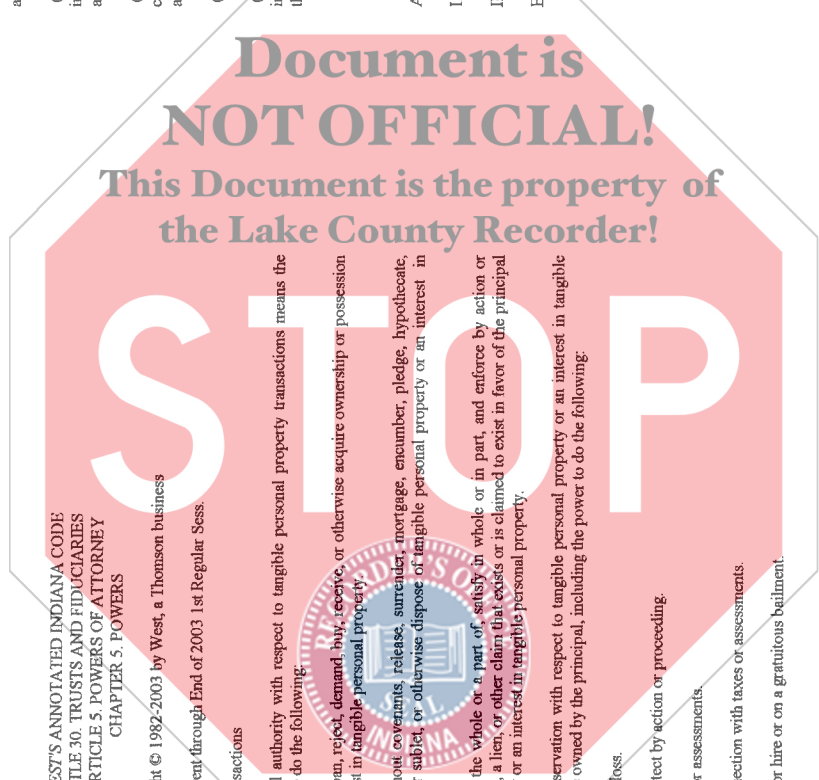 Document is
NOT OFFICIAL!
This Document is the property of
the Lake County Recorder!
STOP
EST'S ANNOTATED INDIANA CODE
TLE 30. TRUSTS AND FIDUCIARIES
RTICLE 5. POWERS OF ATTORNEY
CHAPTER 5. POWERS
ht © 1982-2003 by West, a Thomson business
ent through End of 2003 1st Regular Sess.
sactions
l authority with respect to tangible personal property transactions means the
do the following:
an, reject, demand, buy, receive, or otherwise acquire ownership or possession
st in tangible personal property.
out covenants, release, surrender, mortgage, encumber, pledge, hypothecate,
r sublet, or otherwise dispose of tangible personal property or an interest in
the whole or a part of, satisfy in whole or in part, and enforce by action or
, a lien, or other claim that exists or is claimed to exist in favor of the principal
or an interest in tangible personal property.
servation with respect to tangible personal property or an interest in tangible
owned by the principal, including the power to do the following:
loss.
tect by action or proceeding.
r assessments.
ection with taxes or assessments.
or hire or on a gratuitous bailment.
SEAL
INDIANA